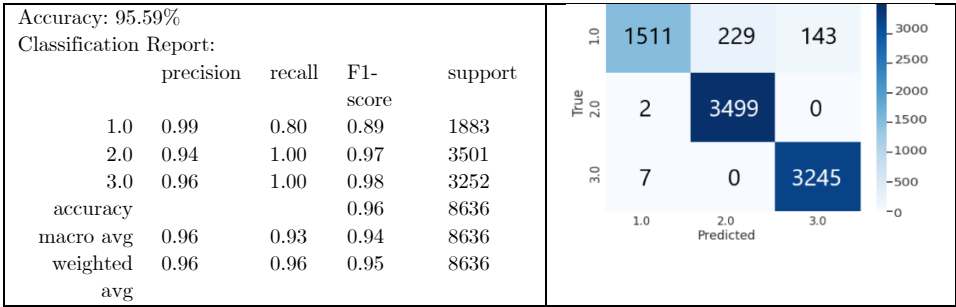 Accuracy: 95.59%
Classification Report:
precision recall F1-
score support
1.0 0.99 0.80 0.89 1883
2.0 0.94 1.00 0.97 3501
3.0 0.96 1.00 0.98 3252
accuracy 0.96 8636
macro avg 0.96 0.93 0.94 8636
weighted 0.96 0.96 0.95 8636
avg
1.0 1511 229 143
True
2.0 2 3499 0
3.0 7 0 3245
1.0 2.0 3.0
Predicted
3000
2500
2000
1500
1000
500
0